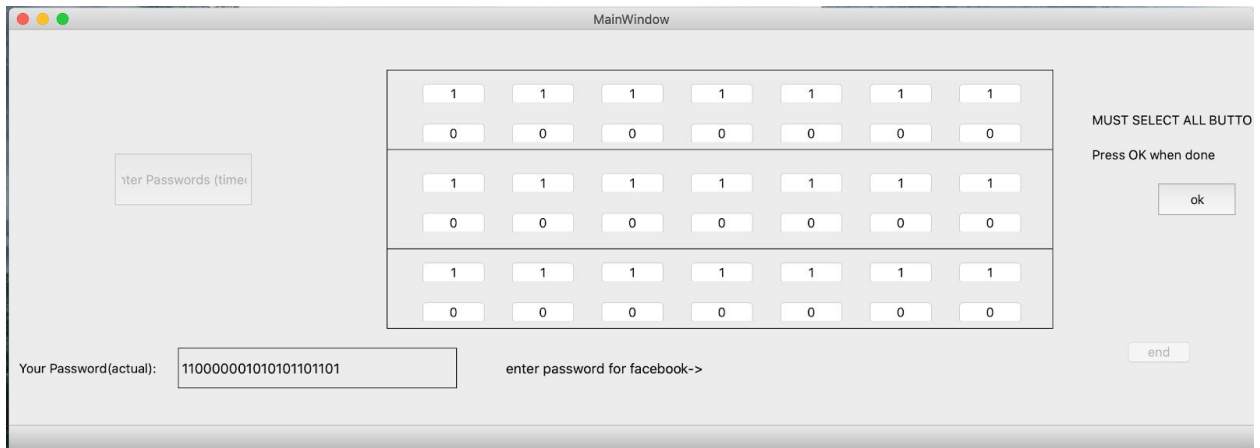 MainWindow
1 1 1 1 1 1 1
0 0 0 0 0 0 0
MUST SELECT ALL BUTTO
Press OK when done
nter Passwords (time
1 1 1 1 1 1 1
ok
0 0 0 0 0 0 0
1 1 1 1 1 1 1
0 0 0 0 0 0 0
end
Your Password(actual): 110000001010101101101 enter password for facebook->